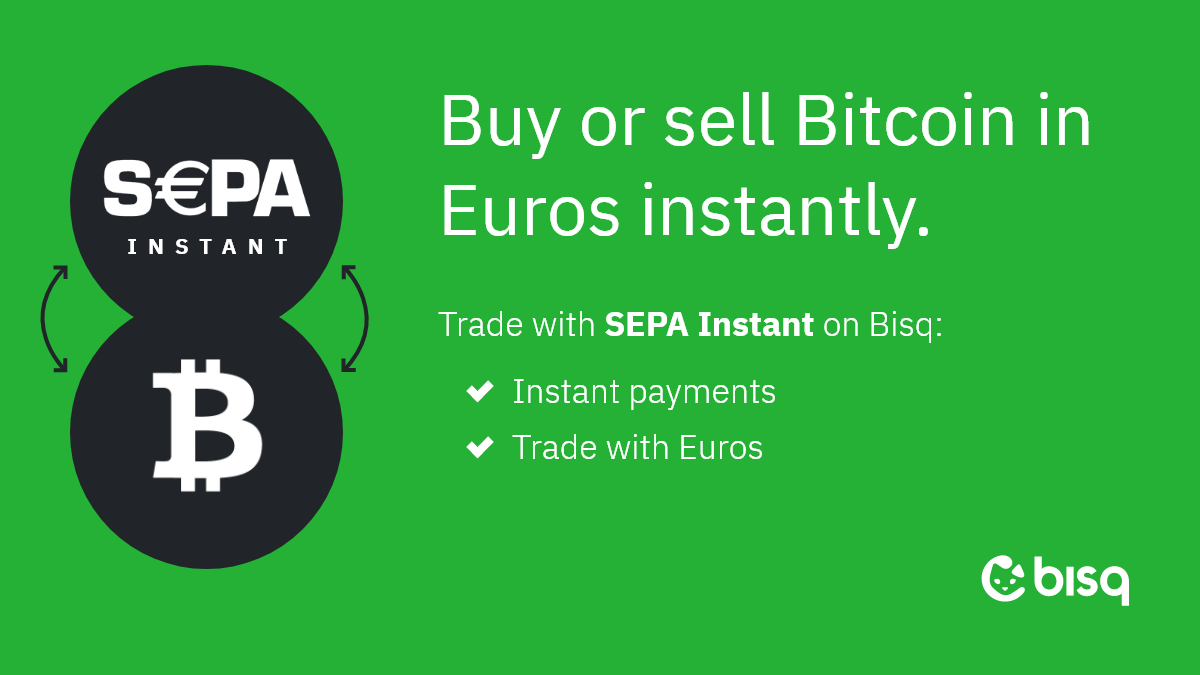 S€PA
INSTANT
Buy or sell Bitcoin in
Euros instantly.
Trade with SEPA Instant on Bisq:
Instant payments
Trade with Euros
bisq